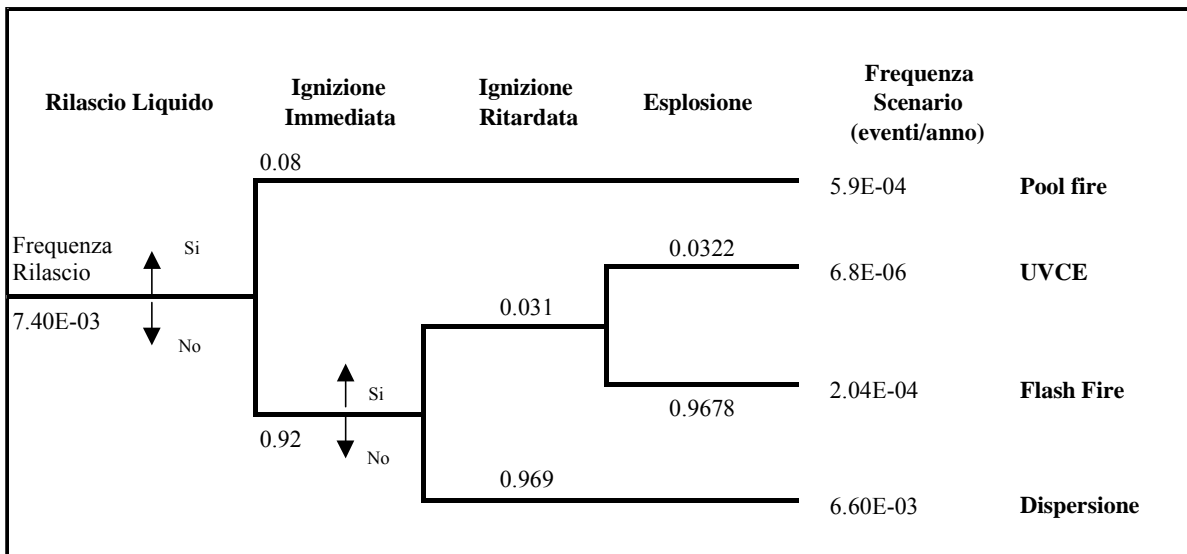 Rilascio Liquido
Ignizione
Immediata
Ignizione
Ritardata
Esplosione
Frequenza
Scenario
(eventi/anno)
0.08
5.9E-04
Pool fire
Frequenza
Rilascio
Si
7.40E-03
No
0.0322
6.8E-06
UVCE
0.031
2.04E-04
Flash Fire
0.9678
Si
0.92
No
0.969
6.60E-03
Dispersione